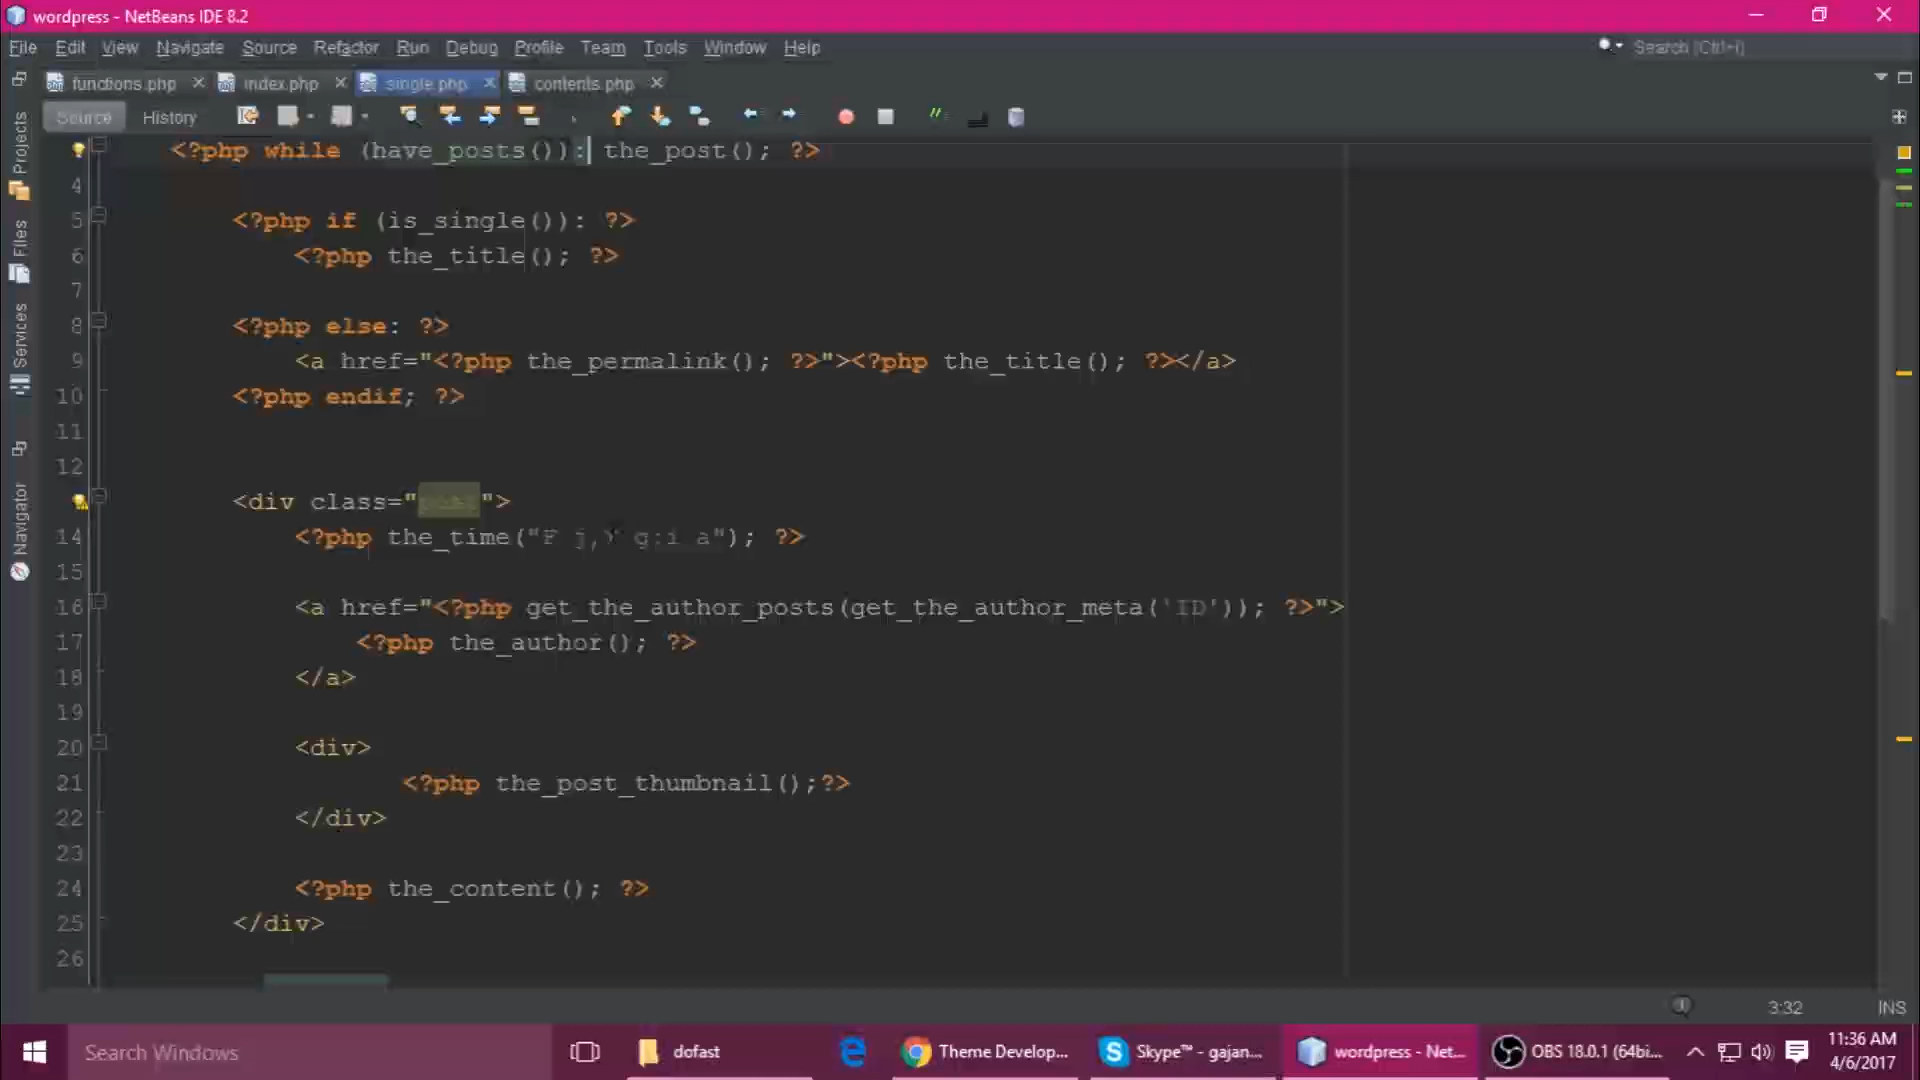 wordpress - NetBeans IDE 8.2
File Edit View Navigate Source Refactor Run Debug Profile Team Tools Window Help Search (Ctrl+I)
functions.php index.php single.php contents.php
Source History
Projects
Files
Services
Navigator
<?php while (have_posts()): the_post(); ?>
4
5 <?php if (is_single()): ?>
6 <?php the_title(); ?>
7
8 <?php else: ?>
9 <a href="<?php the_permalink(); ?>"><?php the_title(); ?></a>
10 <?php endif; ?>
11
12
<div class="post">
14 <?php the_time("F j, Y g:i a"); ?>
15
16 <a href="<?php get_the_author_posts(get_the_author_meta('ID')); ?>">
17 <?php the_author(); ?>
18 </a>
19
20 <div>
21 <?php the_post_thumbnail();?>
22 </div>
23
24 <?php the_content(); ?>
25 </div>
26
3:32 INS
Search Windows dofast Theme Develop... Skype™ - gajan... wordpress - Net... OBS 18.0.1 (64bi... 11:36 AM
4/6/2017